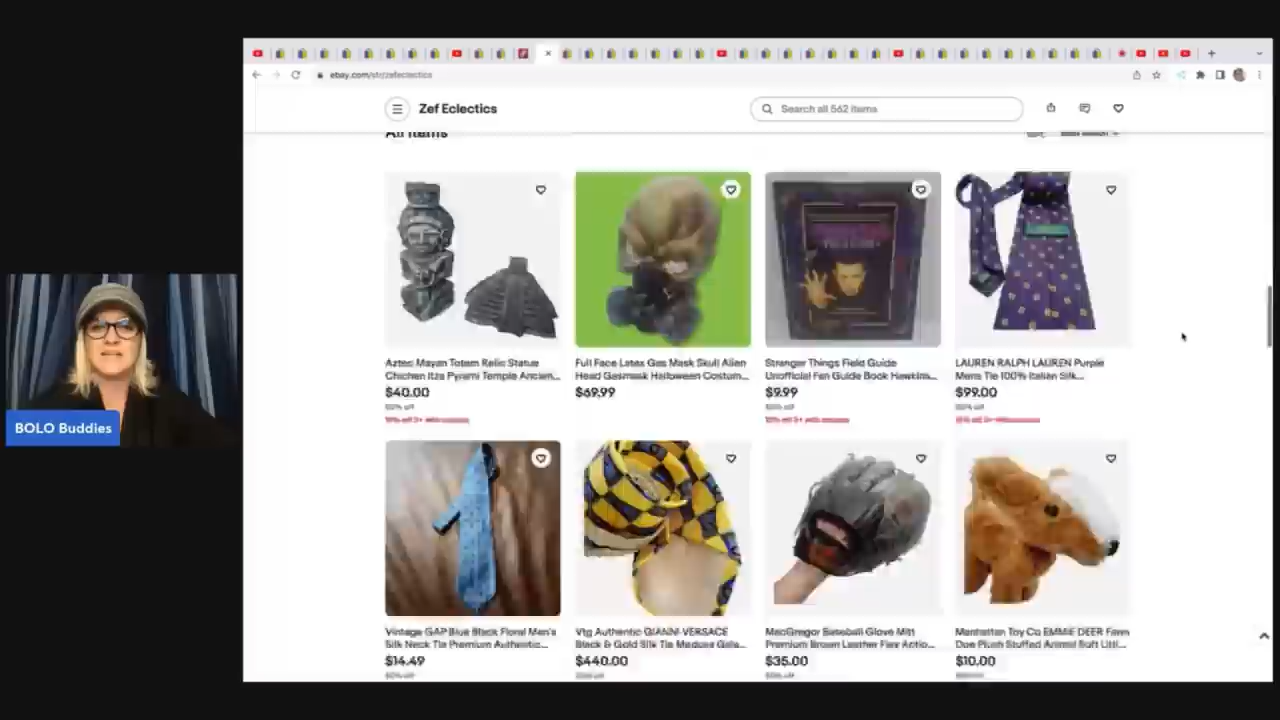 ebay.com/str/zefeclectics
Zef Eclectics
Search all 562 items
All Items
Aztec Mayan Totem Relic Statue
Chichen Itza Pyrami Temple Ancien...
$40.00
Full Face Latex Gas Mask Skull Alien
Head Gasmask Halloween Costum...
$69.99
Stranger Things Field Guide
Unofficial Fan Guide Book Hawkins...
$9.99
LAUREN RALPH LAUREN Purple
Mens Tie 100% Italian Silk...
$99.00
BOLO Buddies
Vintage GAP Blue Black Floral Men's
Silk Neck Tie Premium Authentic...
$14.49
Vtg Authentic GIANNI VERSACE
Black & Gold Silk Tie Medusa Gala...
$440.00
MacGregor Baseball Glove Mitt
Premium Brown Leather Flex Actio...
$35.00
Manhattan Toy Co EMMIE DEER Fawn
Doe Plush Stuffed Animal Soft Litt...
$10.00